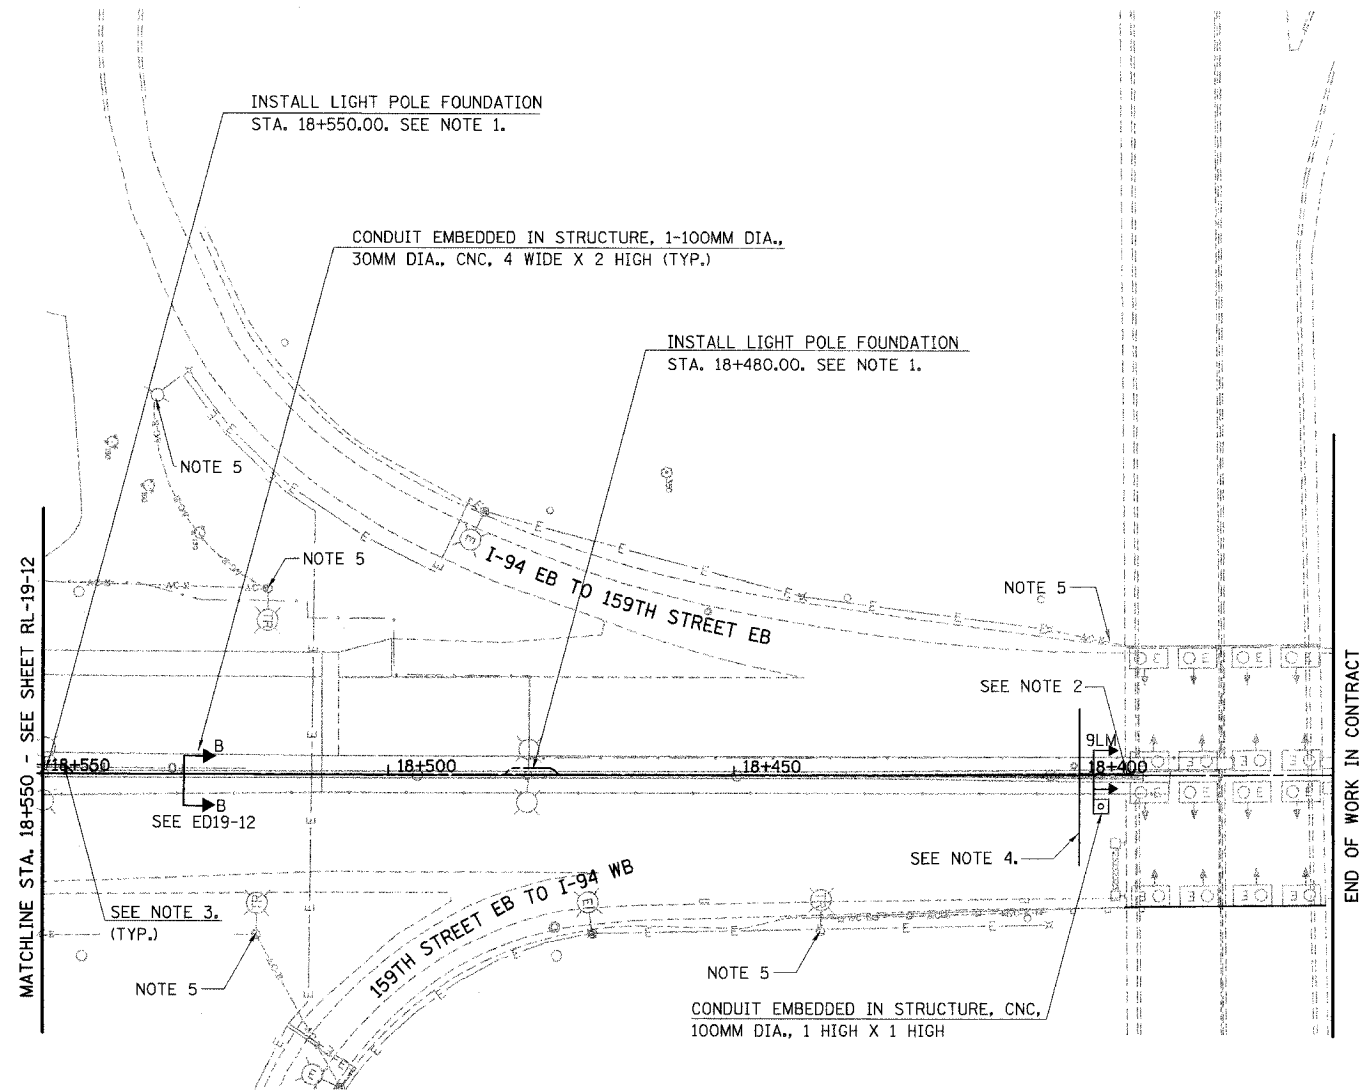 INSTALL LIGHT POLE FOUNDATION
STA. 18+550.00. SEE NOTE 1.
CONDUIT EMBEDDED IN STRUCTURE, 1-100MM DIA.,
30MM DIA., CNC, 4 WIDE X 2 HIGH (TYP.)
INSTALL LIGHT POLE FOUNDATION
STA. 18+480.00. SEE NOTE 1.
NOTE 5
NOTE 5
I-94 EB TO 159TH STREET EB
NOTE 5
SEE NOTE 2
MATCHLINE STA. 18+550 - SEE SHEET RL-19-12
END OF WORK IN CONTRACT
B
9LM
18+550
18+500
18+450
18+400
B
SEE ED19-12
SEE NOTE 4.
SEE NOTE 3.
(TYP.)
159TH STREET EB TO I-94 WB
NOTE 5
NOTE 5
CONDUIT EMBEDDED IN STRUCTURE, CNC,
100MM DIA., 1 HIGH X 1 HIGH